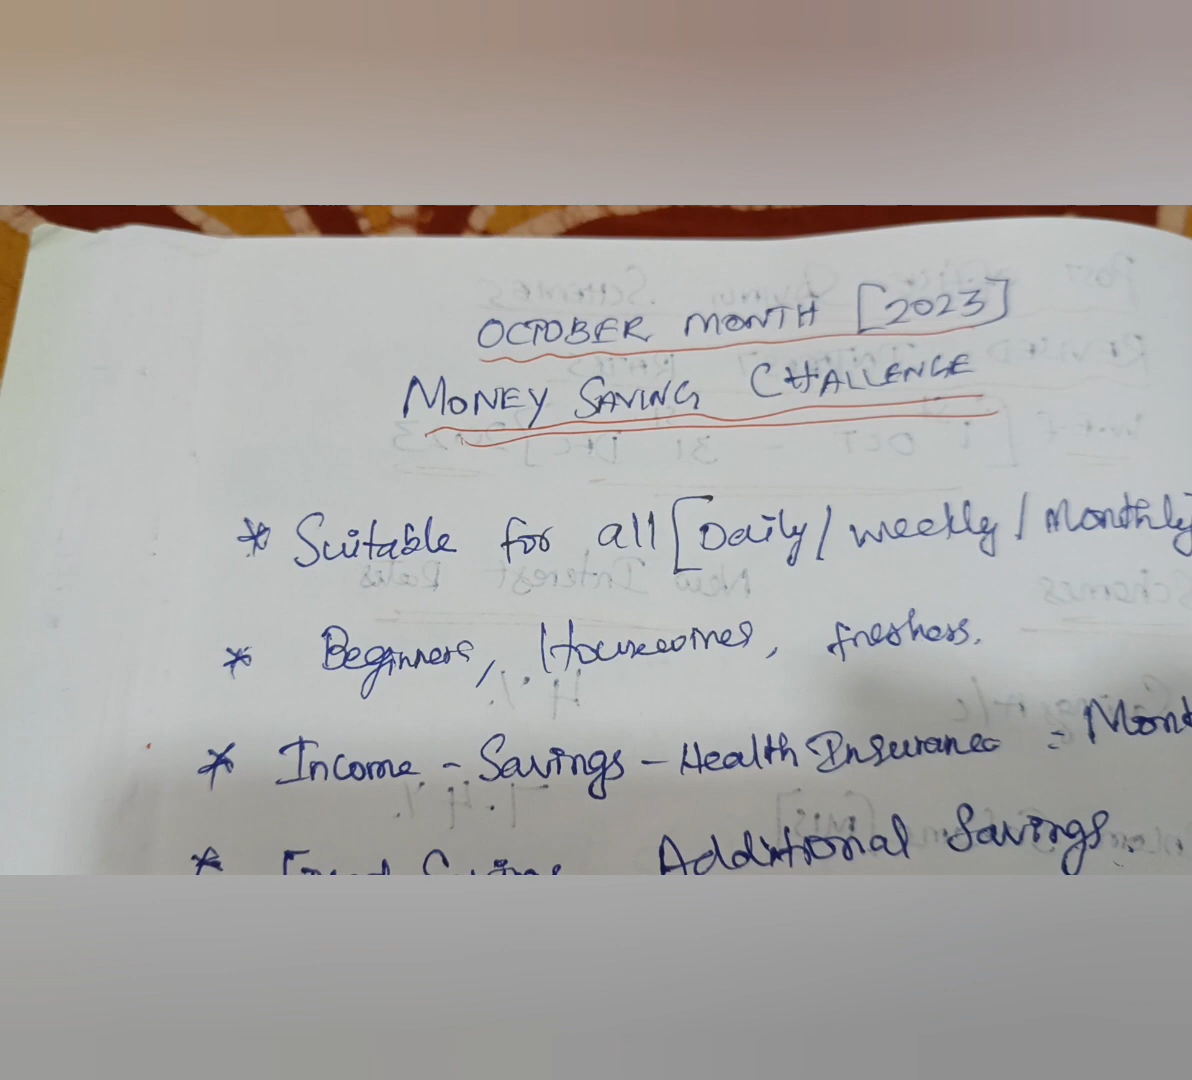 OCTOBER MONTH [2023]
MONEY SAVING CHALLENGE
* Suitable for all [Daily / weekly / Monthly]
* Beginners, Housewives, freshers.
* Income - Savings - Health Insurance = Mont
* Additional Savings.